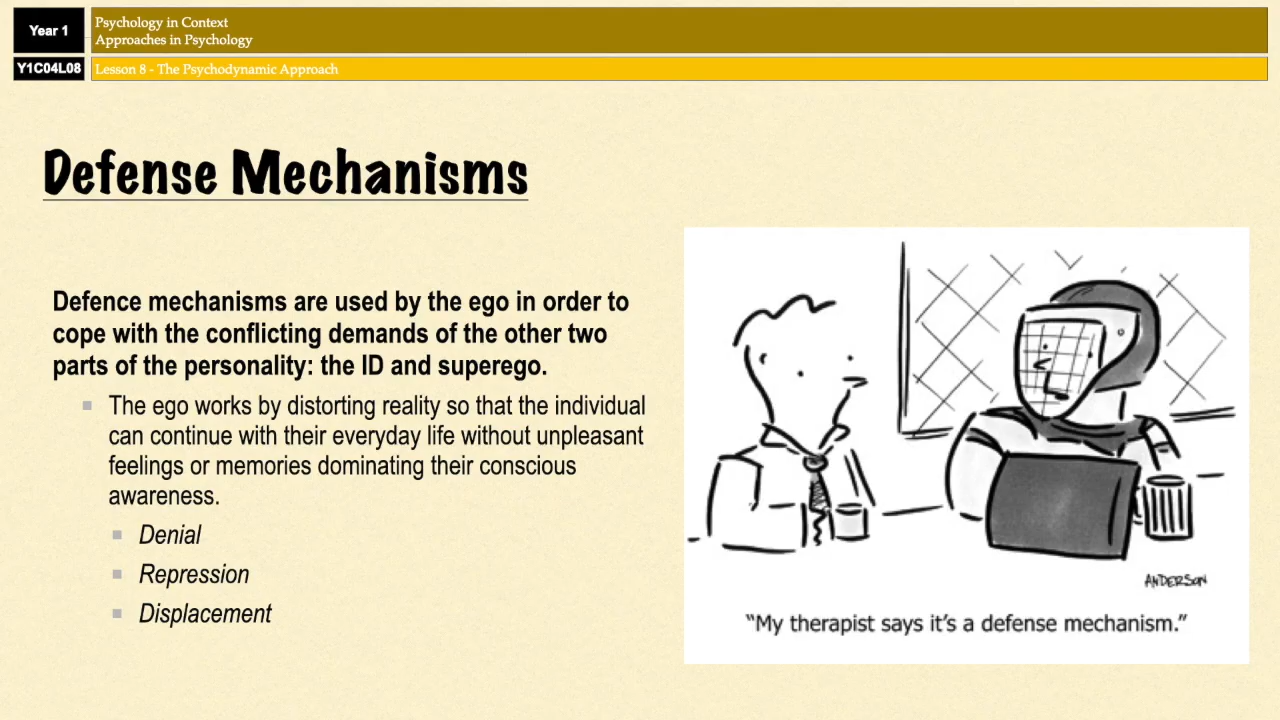 Year 1
Psychology in Context
Approaches in Psychology
Y1C04L08
Lesson 8 - The Psychodynamic Approach
Defense Mechanisms
Defence mechanisms are used by the ego in order to
cope with the conflicting demands of the other two
parts of the personality: the ID and superego.
The ego works by distorting reality so that the individual
can continue with their everyday life without unpleasant
feelings or memories dominating their conscious
awareness.
Denial
Repression
Displacement
ANDERSON
“My therapist says it’s a defense mechanism.”